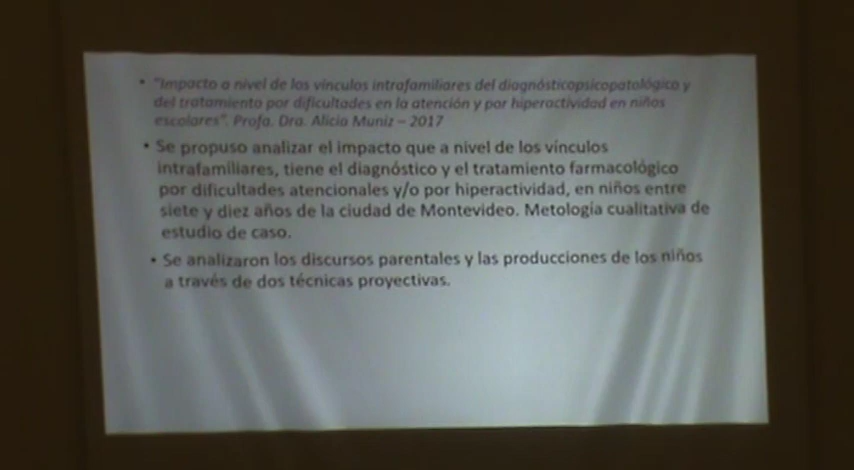 • "Impacto a nivel de los vínculos intrafamiliares del diagnósticopsicopatológico y
del tratamiento por dificultades en la atención y por hiperactividad en niños
escolares". Profa. Dra. Alicia Muniz – 2017
• Se propuso analizar el impacto que a nivel de los vínculos
intrafamiliares, tiene el diagnóstico y el tratamiento farmacológico
por dificultades atencionales y/o por hiperactividad, en niños entre
siete y diez años de la ciudad de Montevideo. Metología cualitativa de
estudio de caso.
• Se analizaron los discursos parentales y las producciones de los niños
a través de dos técnicas proyectivas.